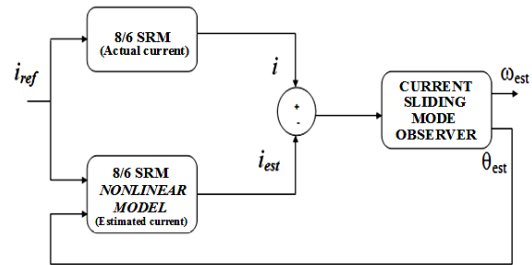 8/6 SRM
(Actual current)
i_ref
i
+
-
CURRENT
SLIDING
MODE
OBSERVER
ω_est
θ_est
i_est
8/6 SRM
NONLINEAR
MODEL
(Estimated current)